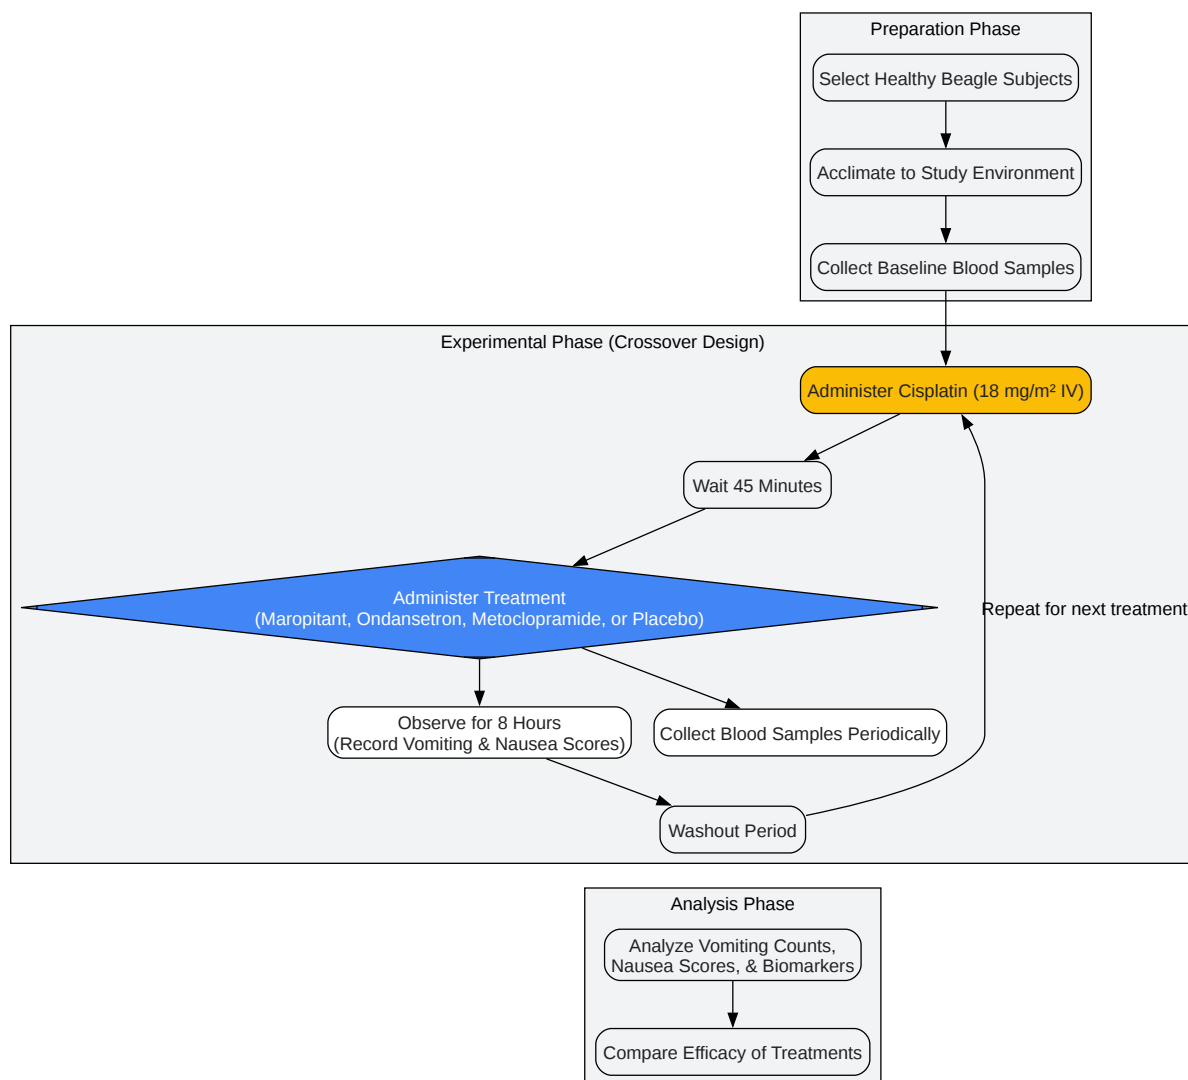 Preparation Phase
Select Healthy Beagle Subjects
Acclimate to Study Environment
Collect Baseline Blood Samples
Experimental Phase (Crossover Design)
Administer Cisplatin (18 mg/m² IV)
Wait 45 Minutes
Administer Treatment
(Maropitant, Ondansetron, Metoclopramide, or Placebo)
Repeat for next treatment
Observe for 8 Hours
(Record Vomiting & Nausea Scores)
Collect Blood Samples Periodically
Washout Period
Analysis Phase
Analyze Vomiting Counts,
Nausea Scores, & Biomarkers
Compare Efficacy of Treatments